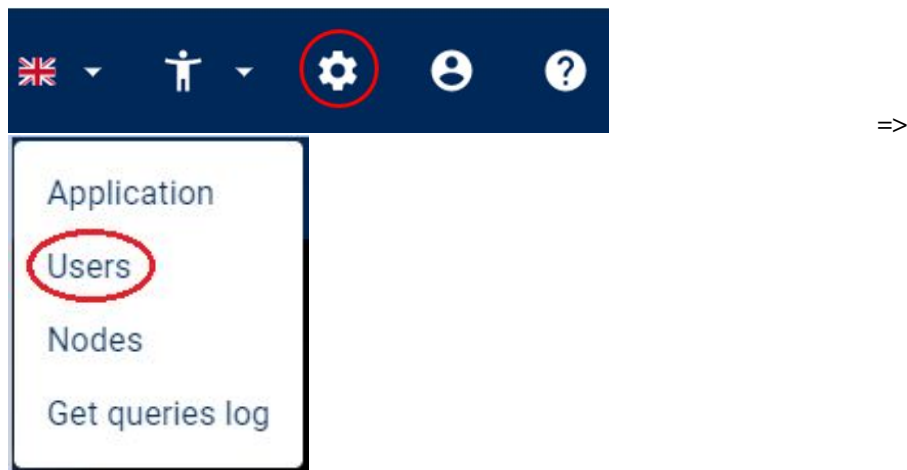 =>
Application
Users
Nodes
Get queries log